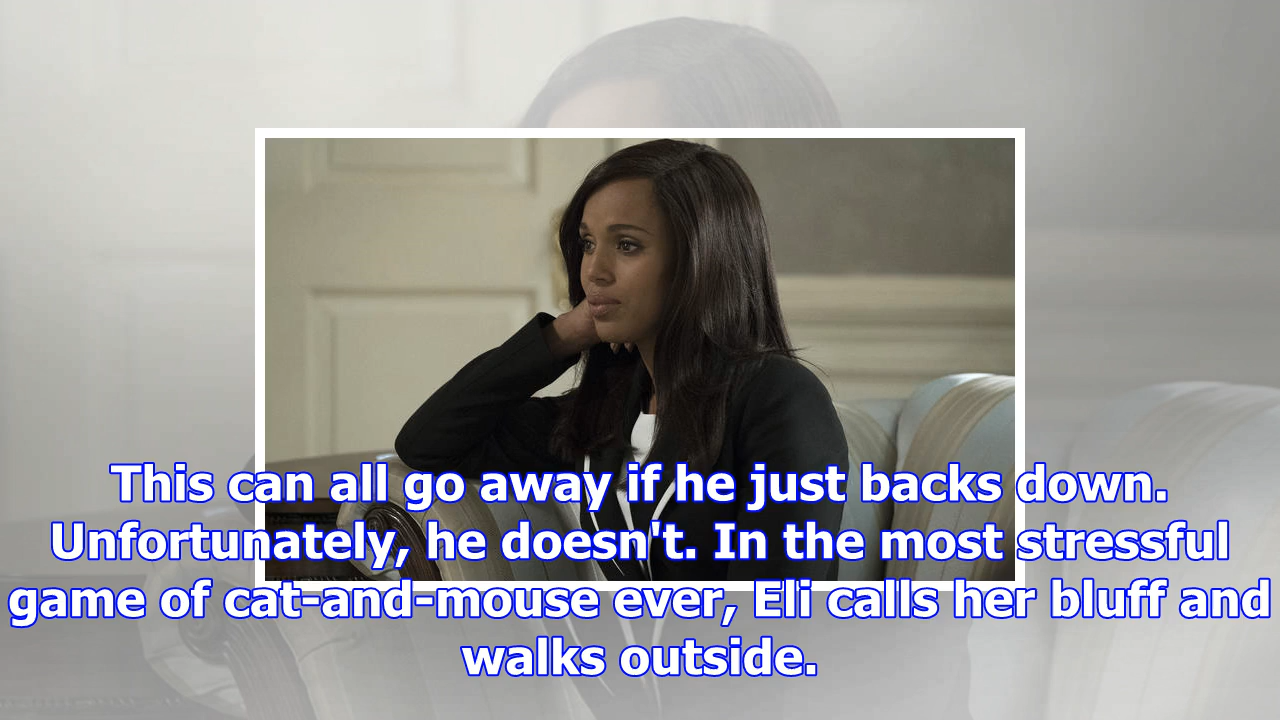 This can all go away if he just backs down.
Unfortunately, he doesn't. In the most stressful
game of cat-and-mouse ever, Eli calls her bluff and
walks outside.